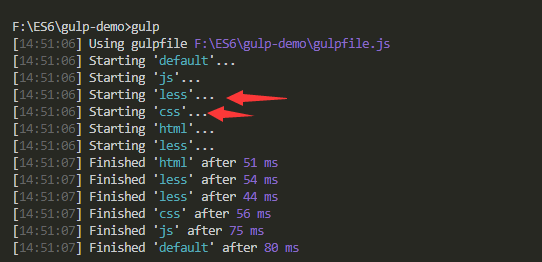 F:\ES6\gulp-demo>gulp
[14:51:06] Using gulpfile F:\ES6\gulp-demo\gulpfile.js
[14:51:06] Starting 'default'...
[14:51:06] Starting 'js'...
[14:51:06] Starting 'less'...
[14:51:06] Starting 'css'...
[14:51:06] Starting 'html'...
[14:51:06] Starting 'less'...
[14:51:07] Finished 'html' after 51 ms
[14:51:07] Finished 'less' after 54 ms
[14:51:07] Finished 'less' after 44 ms
[14:51:07] Finished 'css' after 56 ms
[14:51:07] Finished 'js' after 75 ms
[14:51:07] Finished 'default' after 80 ms